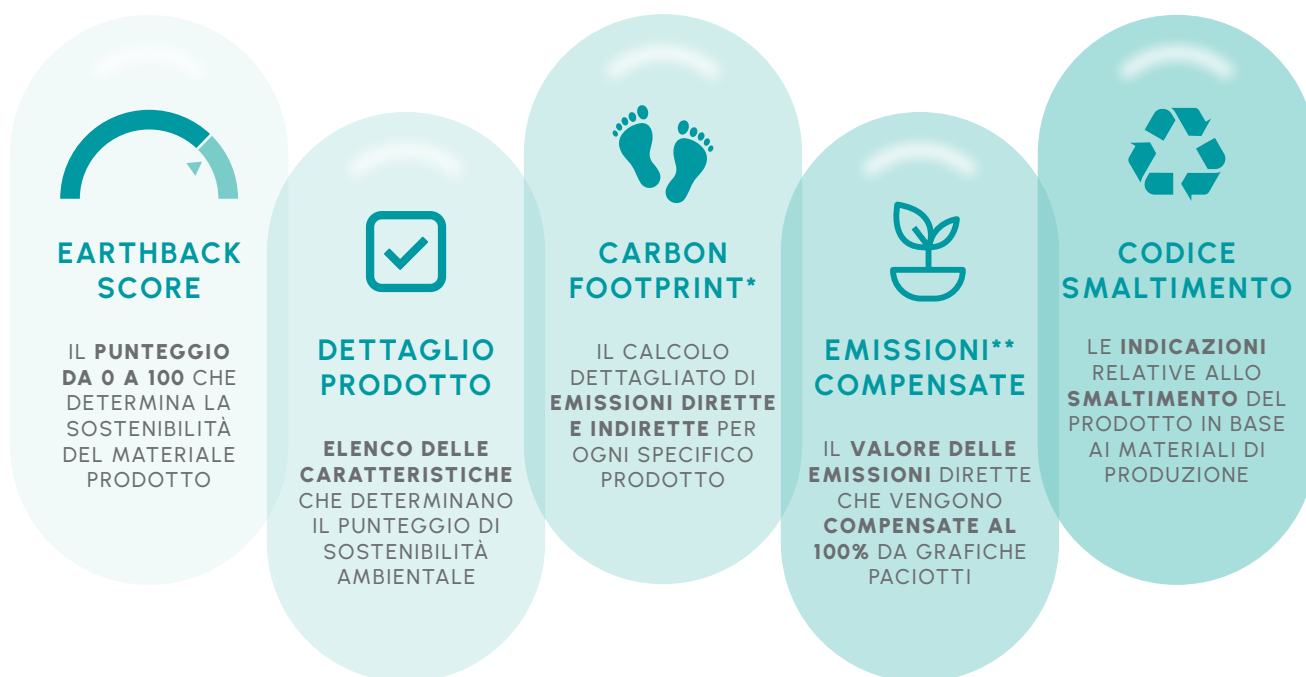 EARTHBACK
SCORE
IL PUNTEGGIO
DA 0 A 100 CHE
DETERMINA LA
SOSTENIBILITÀ
DEL MATERIALE
PRODOTTO
DETTAGLIO
PRODOTTO
ELENCO DELLE
CARATTERISTICHE
CHE DETERMINANO
IL PUNTEGGIO DI
SOSTENIBILITÀ
AMBIENTALE
CARBON
FOOTPRINT*
IL CALCOLO
DETTAGLIATO DI
EMISSIONI DIRETTE
E INDIRETTE PER
OGNI SPECIFICO
PRODOTTO
EMISSIONI**
COMPENSATE
IL VALORE DELLE
EMISSIONI DIRETTE
CHE VENGONO
COMPENSATE AL
100% DA GRAFICHE
PACIOTTI
CODICE
SMALTIMENTO
LE INDICAZIONI
RELATIVE ALLO
SMALTIMENTO DEL
PRODOTTO IN BASE
AI MATERIALI DI
PRODUZIONE